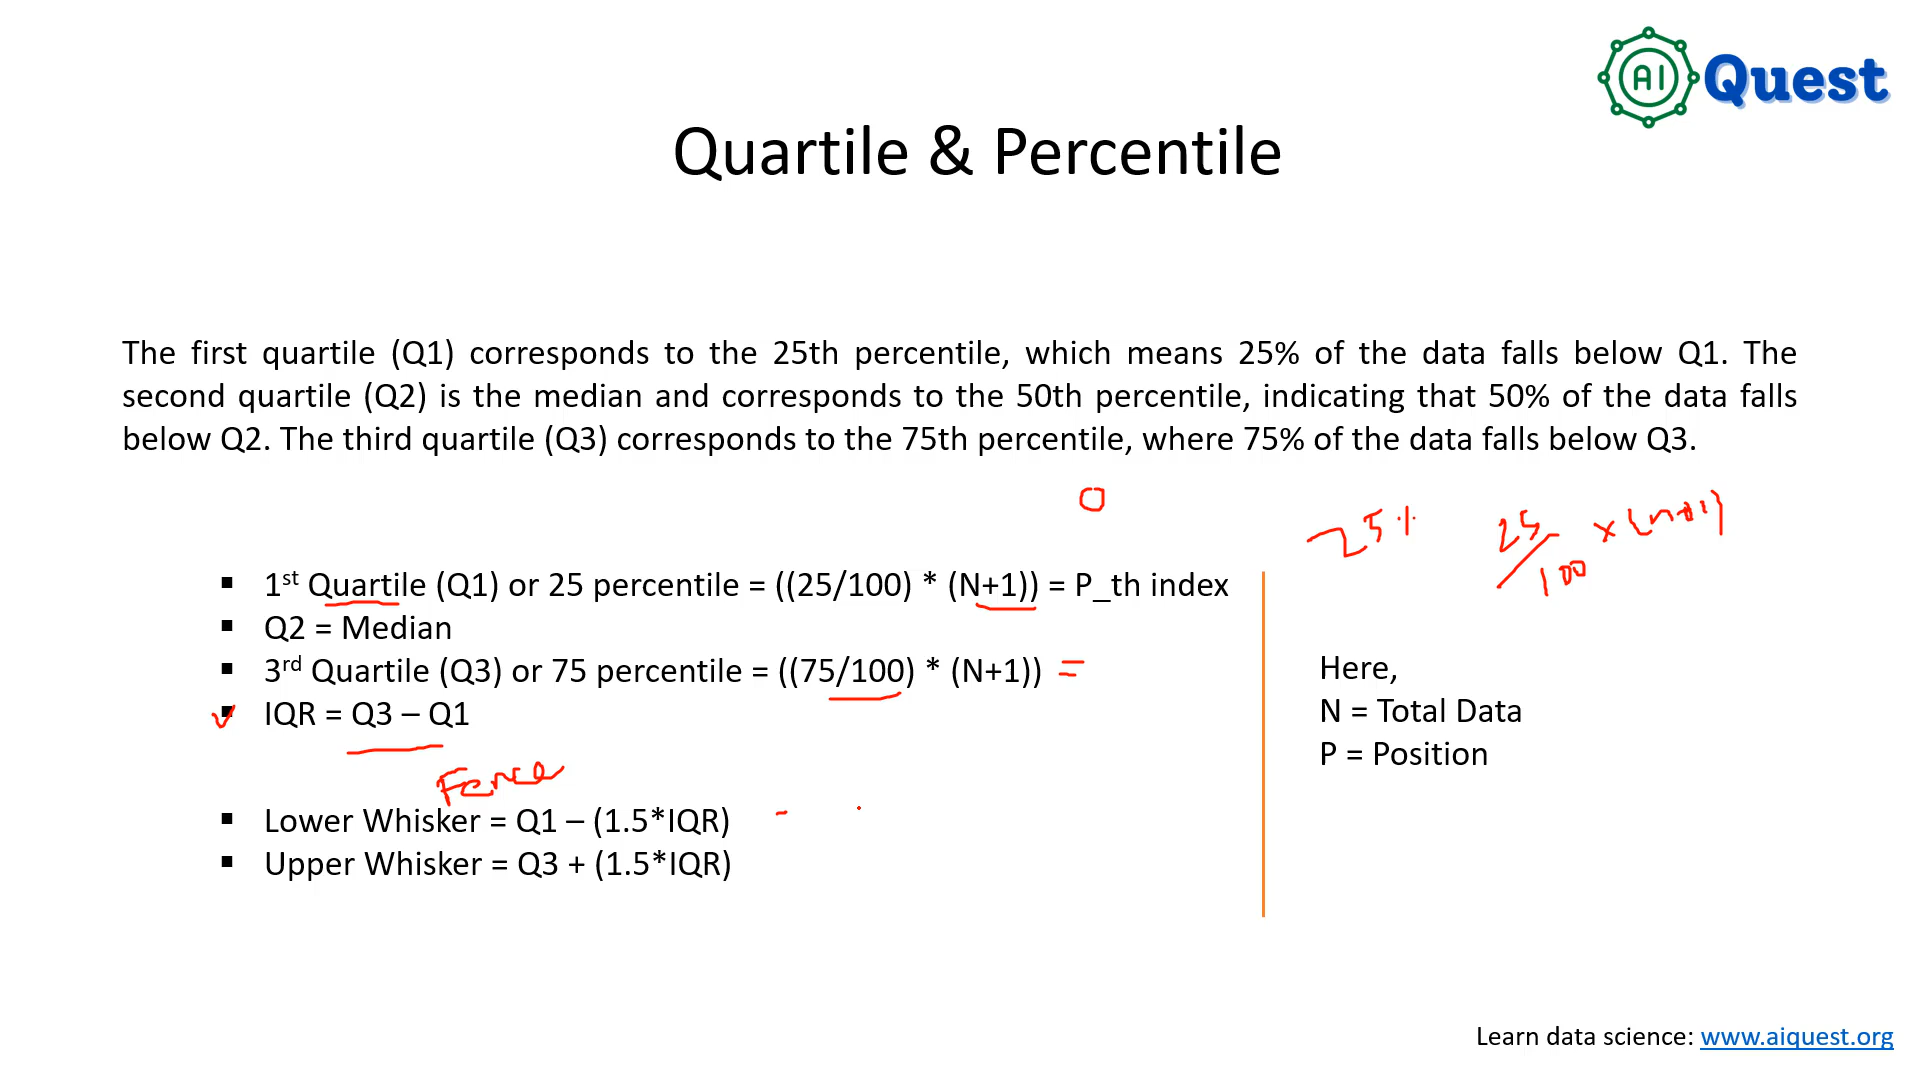 AI Quest
Quartile & Percentile
The first quartile (Q1) corresponds to the 25th percentile, which means 25% of the data falls below Q1. The
second quartile (Q2) is the median and corresponds to the 50th percentile, indicating that 50% of the data falls
below Q2. The third quartile (Q3) corresponds to the 75th percentile, where 75% of the data falls below Q3.
25% 25/100 × (n+1)
▪ 1st Quartile (Q1) or 25 percentile = ((25/100) * (N+1)) = P_th index
▪ Q2 = Median
▪ 3rd Quartile (Q3) or 75 percentile = ((75/100) * (N+1)) =
▪ IQR = Q3 – Q1
Fence
▪ Lower Whisker = Q1 – (1.5*IQR) -
▪ Upper Whisker = Q3 + (1.5*IQR)
Here,
N = Total Data
P = Position
Learn data science: www.aiquest.org